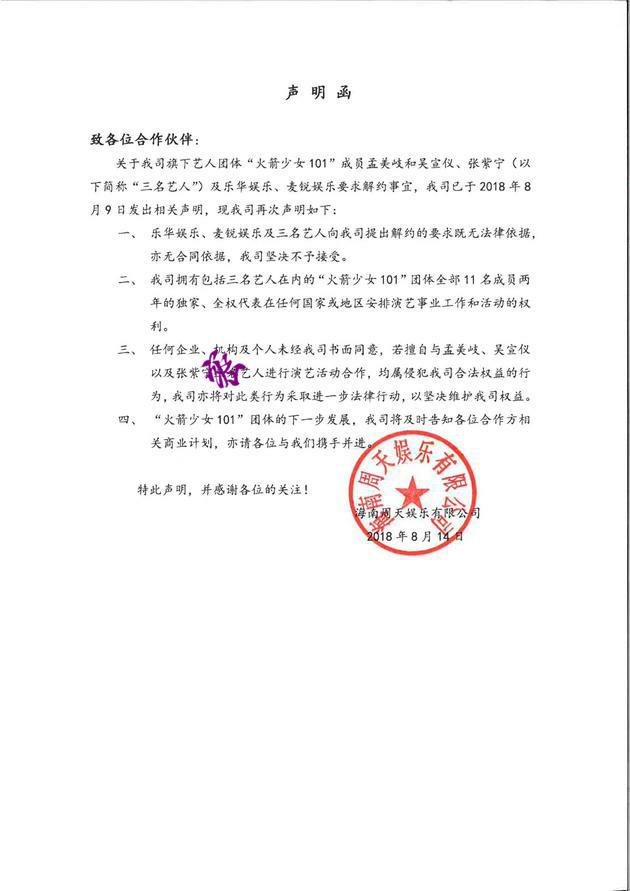 声 明 函
致各位合作伙伴：
关于我司旗下艺人团体“火箭少女101”成员孟美岐和吴宣仪、张紫宁（以
下简称“三名艺人”）及乐华娱乐、麦锐娱乐要求解约事宜，我司已于2018年8
月9日发出相关声明，现我司再次声明如下：
一、 乐华娱乐、麦锐娱乐及三名艺人向我司提出解约的要求既无法律依据，
亦无合同依据，我司坚决不予接受。
二、 我司拥有包括三名艺人在内的“火箭少女101”团体全部11名成员两
年的独家、全权代表在任何国家或地区安排演艺事业工作和活动的权
利。
三、 任何企业、机构及个人未经我司书面同意，若擅自与孟美岐、吴宣仪
以及张紫宁 艺人进行演艺活动合作，均属侵犯我司合法权益的行
为，我司亦将对此类行为采取进一步法律行动，以坚决维护我司权益。
四、 “火箭少女101”团体的下一步发展，我司将及时告知各位合作方相
关商业计划，亦请各位与我们携手并进。
特此声明，并感谢各位的关注！
海南周天娱乐有限公司
海南周天娱乐有限公司
2018年8月14日